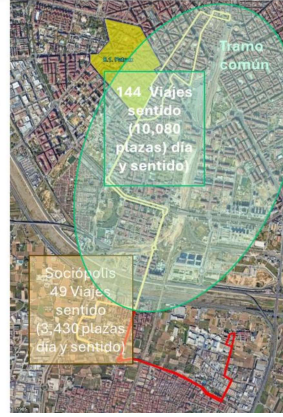 Tramo
común
144 Viajes
sentido
(10,080
plazas) día
y sentido)
Sociópolis
49 Viajes
sentido
(3,430 plazas
día y sentido)